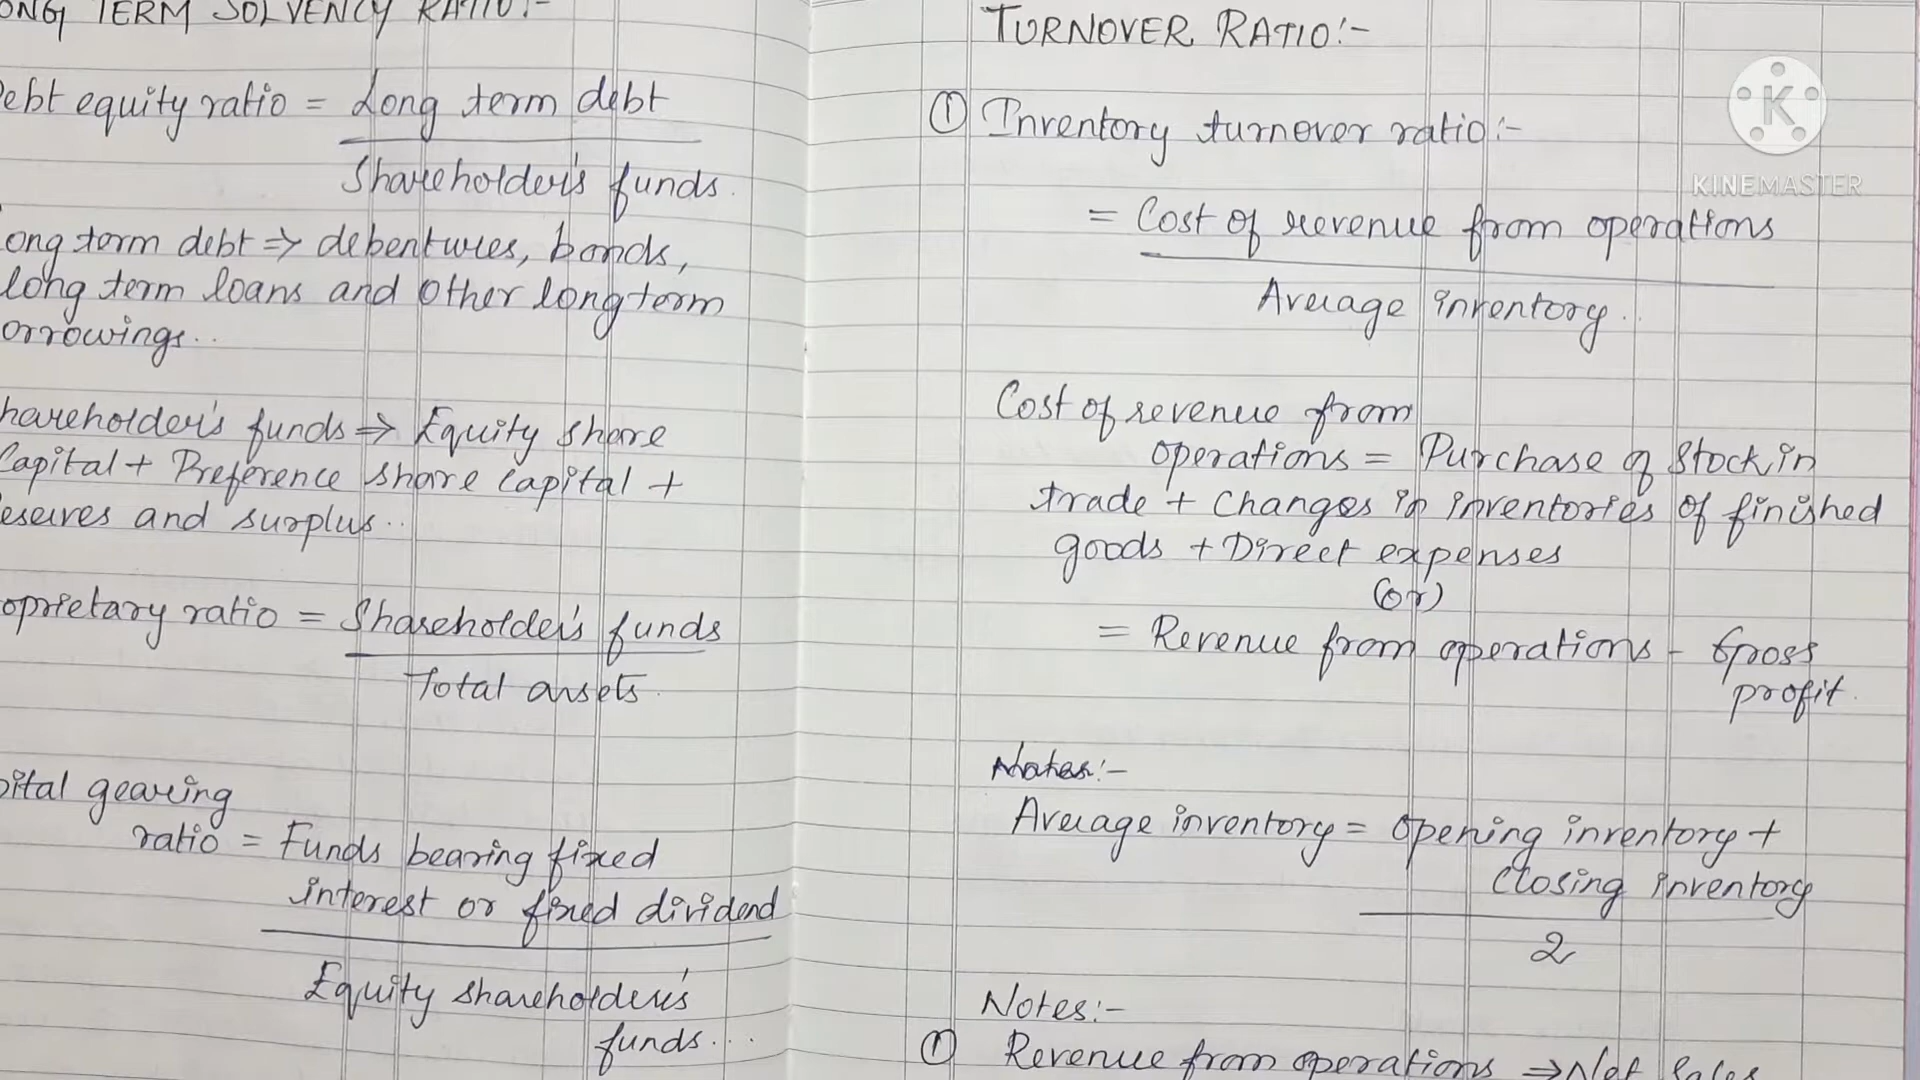 ONG TERM SOLVENCY RATIO:-
ebt equity ratio = Long term debt
Shareholder's funds.
ong term debt ⇒ debentures, bonds,
long term loans and other long term
orrowings..
hareholder's funds ⇒ Equity share
Capital + Preference share capital +
eserves and surplus..
oprietary ratio = Shareholder's funds
Total assets.
pital gearing
ratio = Funds bearing fixed
interest or fixed dividend
Equity shareholder's
funds...
TURNOVER RATIO:-
① Inventory turnover ratio:-
= Cost of revenue from operations
Average inventory..
Cost of revenue from
operations = Purchase of stock in
trade + Changes in inventories of finished
goods + Direct expenses
(or)
= Revenue from operations - Gross
profit.
Notes:-
Average inventory = Opening inventory +
Closing inventory
2
Notes:-
① Revenue from operations ⇒ Net Sales
K
KINEMASTER